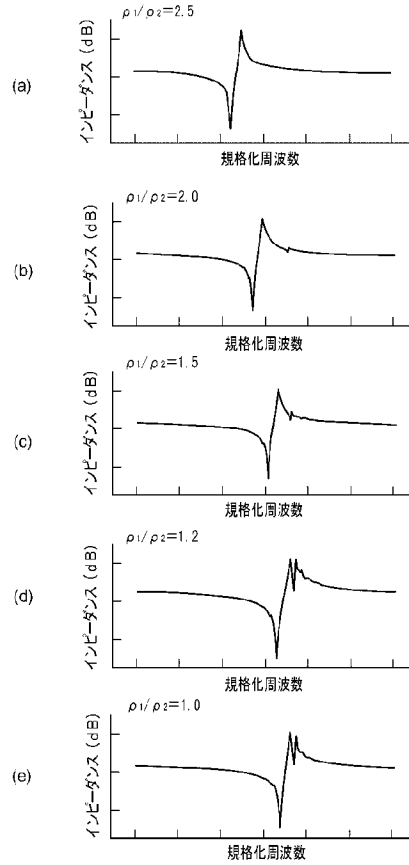 ρ1/ρ2=2.5
(a)
インピーダンス(dB)
規格化周波数
ρ1/ρ2=2.0
(b)
インピーダンス(dB)
規格化周波数
ρ1/ρ2=1.5
(c)
インピーダンス(dB)
規格化周波数
ρ1/ρ2=1.2
(d)
インピーダンス(dB)
規格化周波数
ρ1/ρ2=1.0
(e)
インピーダンス(dB)
規格化周波数